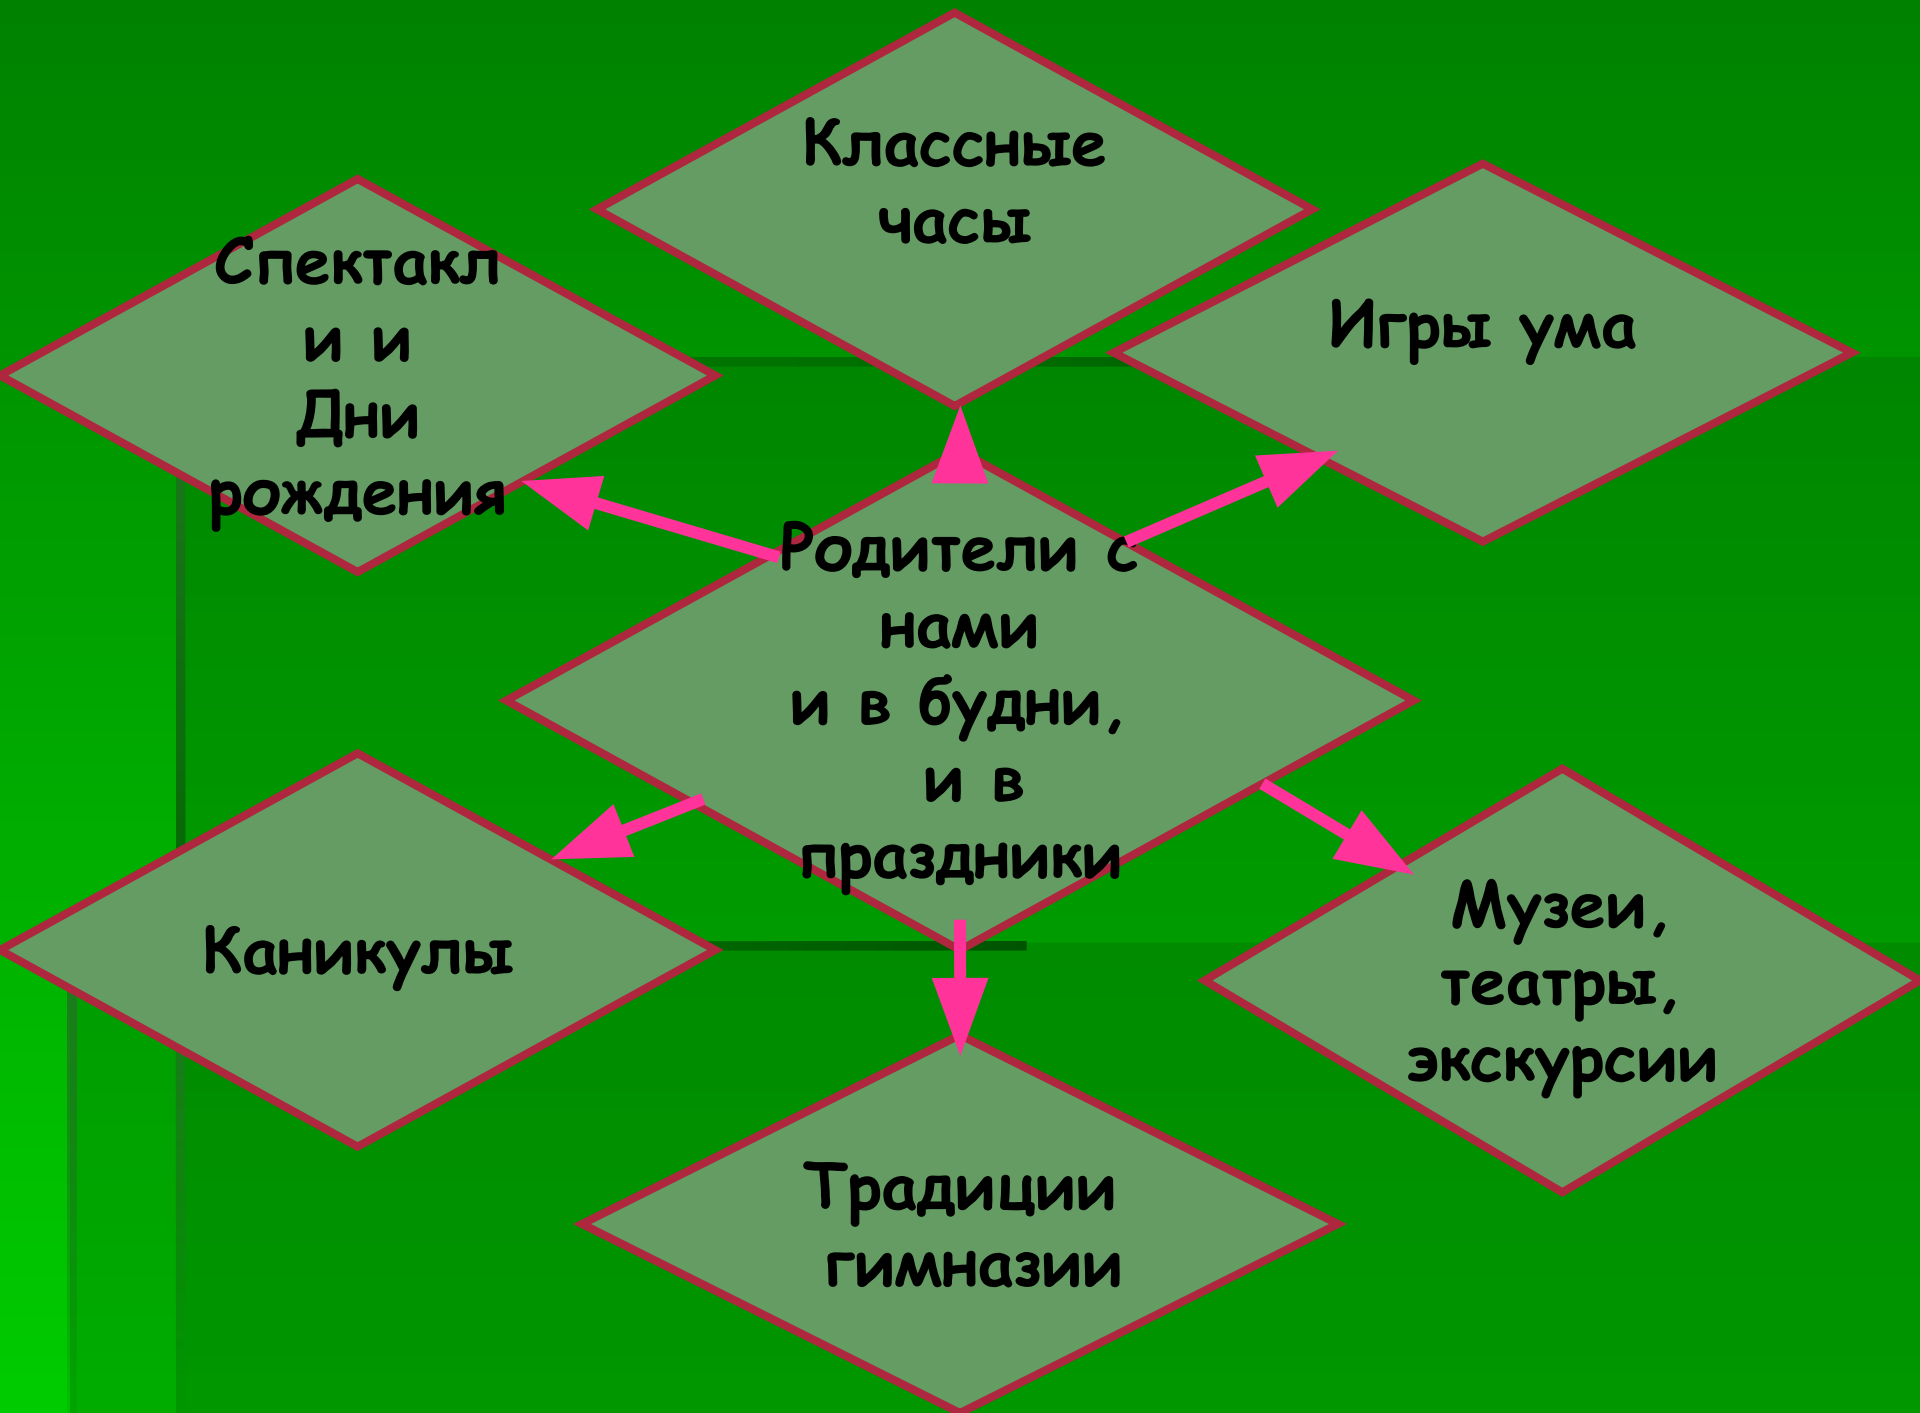 Классные
часы
Спектакл
и и
Дни
рождения
Игры ума
Родители с
нами
и в будни,
и в
праздники
Каникулы
Музеи,
театры,
экскурсии
Традиции
гимназии